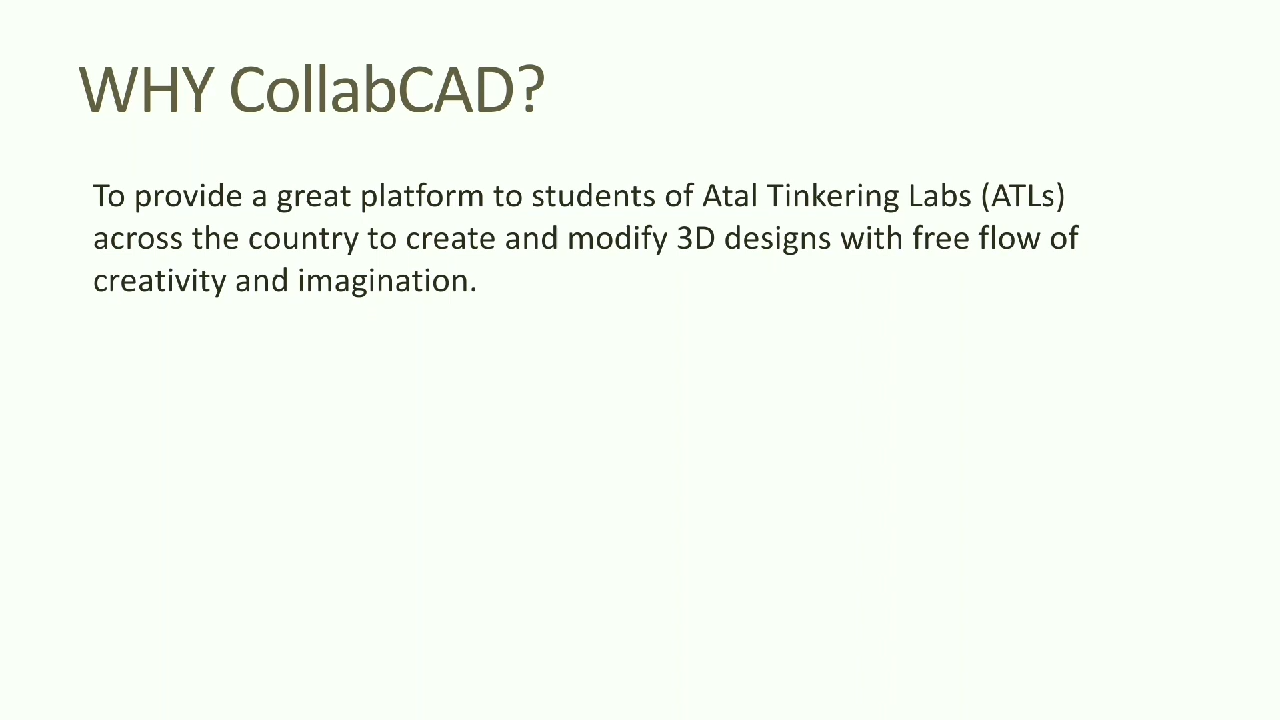 WHY CollabCAD?
To provide a great platform to students of Atal Tinkering Labs (ATLs)
across the country to create and modify 3D designs with free flow of
creativity and imagination.